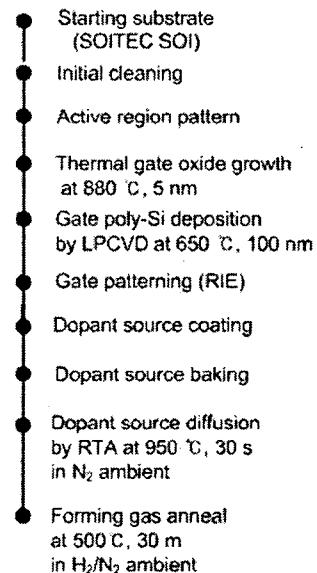 Starting substrate
(SOITEC SOI)
Initial cleaning
Active region pattern
Thermal gate oxide growth
at 880 ℃, 5 nm
Gate poly-Si deposition
by LPCVD at 650 ℃, 100 nm
Gate patterning (RIE)
Dopant source coating
Dopant source baking
Dopant source diffusion
by RTA at 950 ℃, 30 s
in N₂ ambient
Forming gas anneal
at 500℃, 30 m
in H₂/N₂ ambient